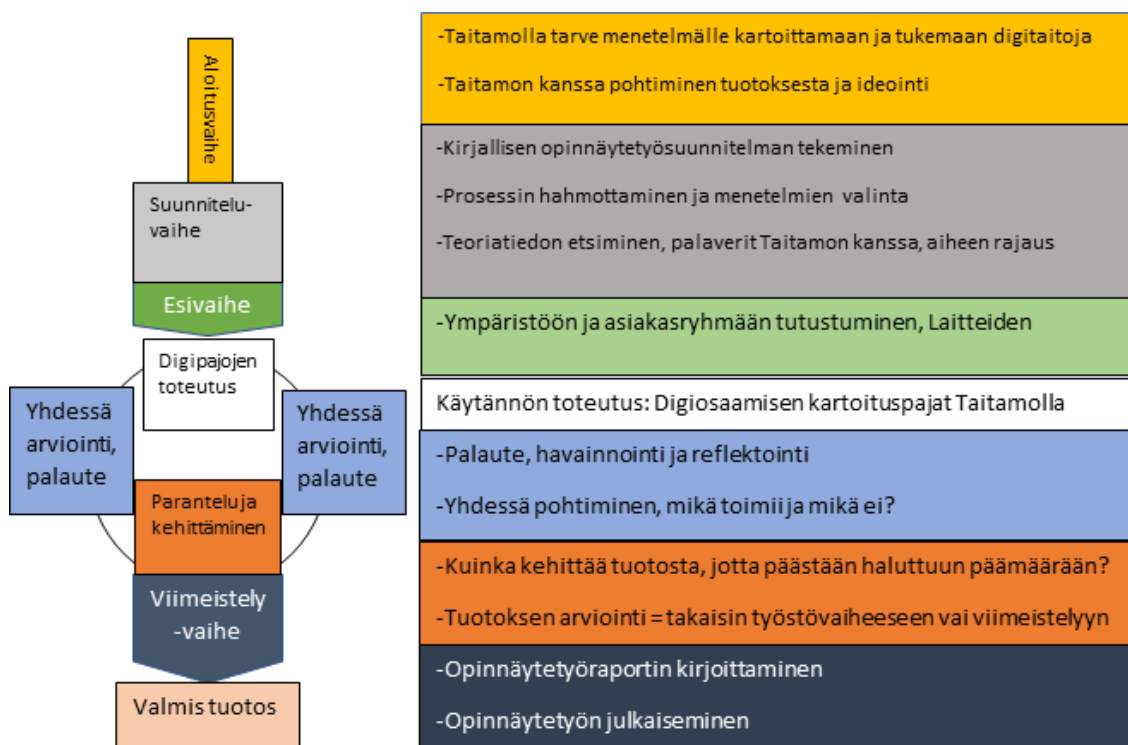 Aloitusvaihe
Suunnitelu-
vaihe
Esivaihe
Digipajojen
toteutus
Yhdessä
arviointi,
palaute
Yhdessä
arviointi,
palaute
Parantelu ja
kehittäminen
Viimeistely
-vaihe
Valmis tuotos
-Taitamolla tarve menetelmälle kartoittamaan ja tukemaan digitaitoja
-Taitamon kanssa pohtiminen tuotoksesta ja ideointi
-Kirjallisen opinnäytetyösuunnitelman tekeminen
-Prosessin hahmottaminen ja menetelmien valinta
-Teoriatiedon etsiminen, palaverit Taitamon kanssa, aiheen rajaus
-Ympäristöön ja asiakasryhmään tutustuminen, Laitteiden
Käytännön toteutus: Digiosaamisen kartoituspajat Taitamolla
-Palaute, havainnointi ja reflektointi
-Yhdessä pohtiminen, mikä toimii ja mikä ei?
-Kuinka kehittää tuotosta, jotta päästään haluttuun päämäärään?
-Tuotoksen arviointi = takaisin työstövaiheeseen vai viimeistelyyn
-Opinnäytetyöraportin kirjoittaminen
-Opinnäytetyön julkaiseminen